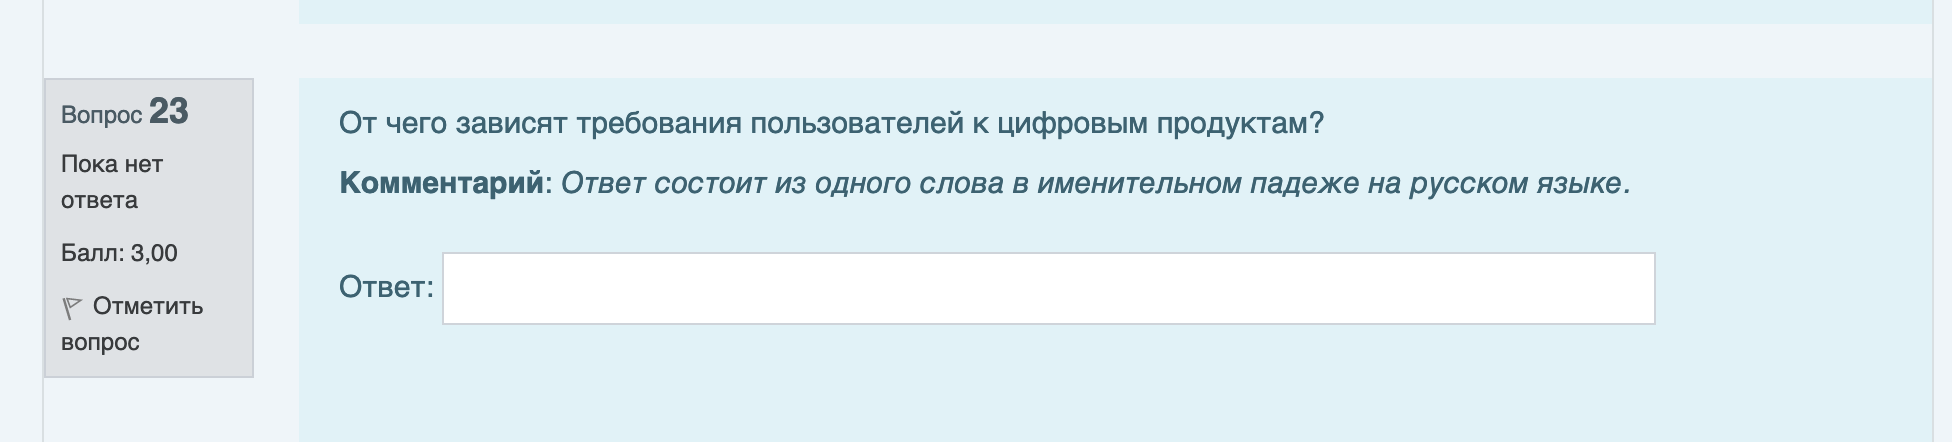 Вопрос 23
Пока нет
ответа
Балл: 3,00
Отметить
вопрос
От чего зависят требования пользователей к цифровым продуктам?
Комментарий: Ответ состоит из одного слова в именительном падеже на русском языке.
Ответ: